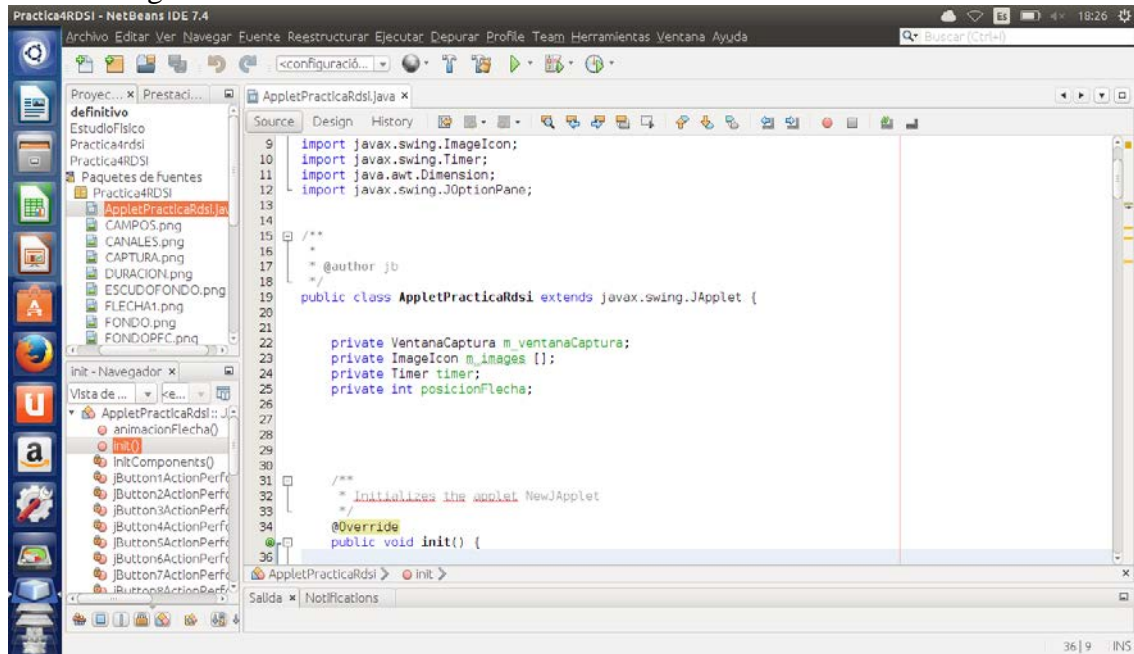 Practica4RDSI - NetBeans IDE 7.4
Es
18:26
Archivo Editar Ver Navegar Fuente Reestructurar Ejecutar Depurar Profile Team Herramientas Ventana Ayuda
Buscar (Ctrl+I)
<configuració...
Proyec... × Prestaci...
definitivo
EstudioFisico
Practica4rdsi
Practica4RDSI
Paquetes de fuentes
Practica4RDSI
AppletPracticaRdsi.jav
CAMPOS.png
CANALES.png
CAPTURA.png
DURACION.png
ESCUDOFONDO.png
FLECHA1.png
FONDO.png
FONDOPFC.png
init - Navegador ×
Vista de ...
<e...
AppletPracticaRdsi :: J
animacionFlecha()
init()
initComponents()
jButton1ActionPerfo
jButton2ActionPerfo
jButton3ActionPerfo
jButton4ActionPerfo
jButton5ActionPerfo
jButton6ActionPerfo
jButton7ActionPerfo
jButton8ActionPerfo
AppletPracticaRdsi.java ×
Source Design History
9 import javax.swing.ImageIcon;
10 import javax.swing.Timer;
11 import java.awt.Dimension;
12 import javax.swing.JOptionPane;
13
14
15 /**
16 *
17 * @author jb
18 */
19 public class AppletPracticaRdsi extends javax.swing.JApplet {
20
21
22 private VentanaCaptura m_ventanaCaptura;
23 private ImageIcon m_images [];
24 private Timer timer;
25 private int posicionFlecha;
26
27
28
29
30
31 /**
32 * Initializes the applet NewJApplet
33 */
34 @Override
public void init() {
36
AppletPracticaRdsi > init >
Salida × Notifications
36|9 INS